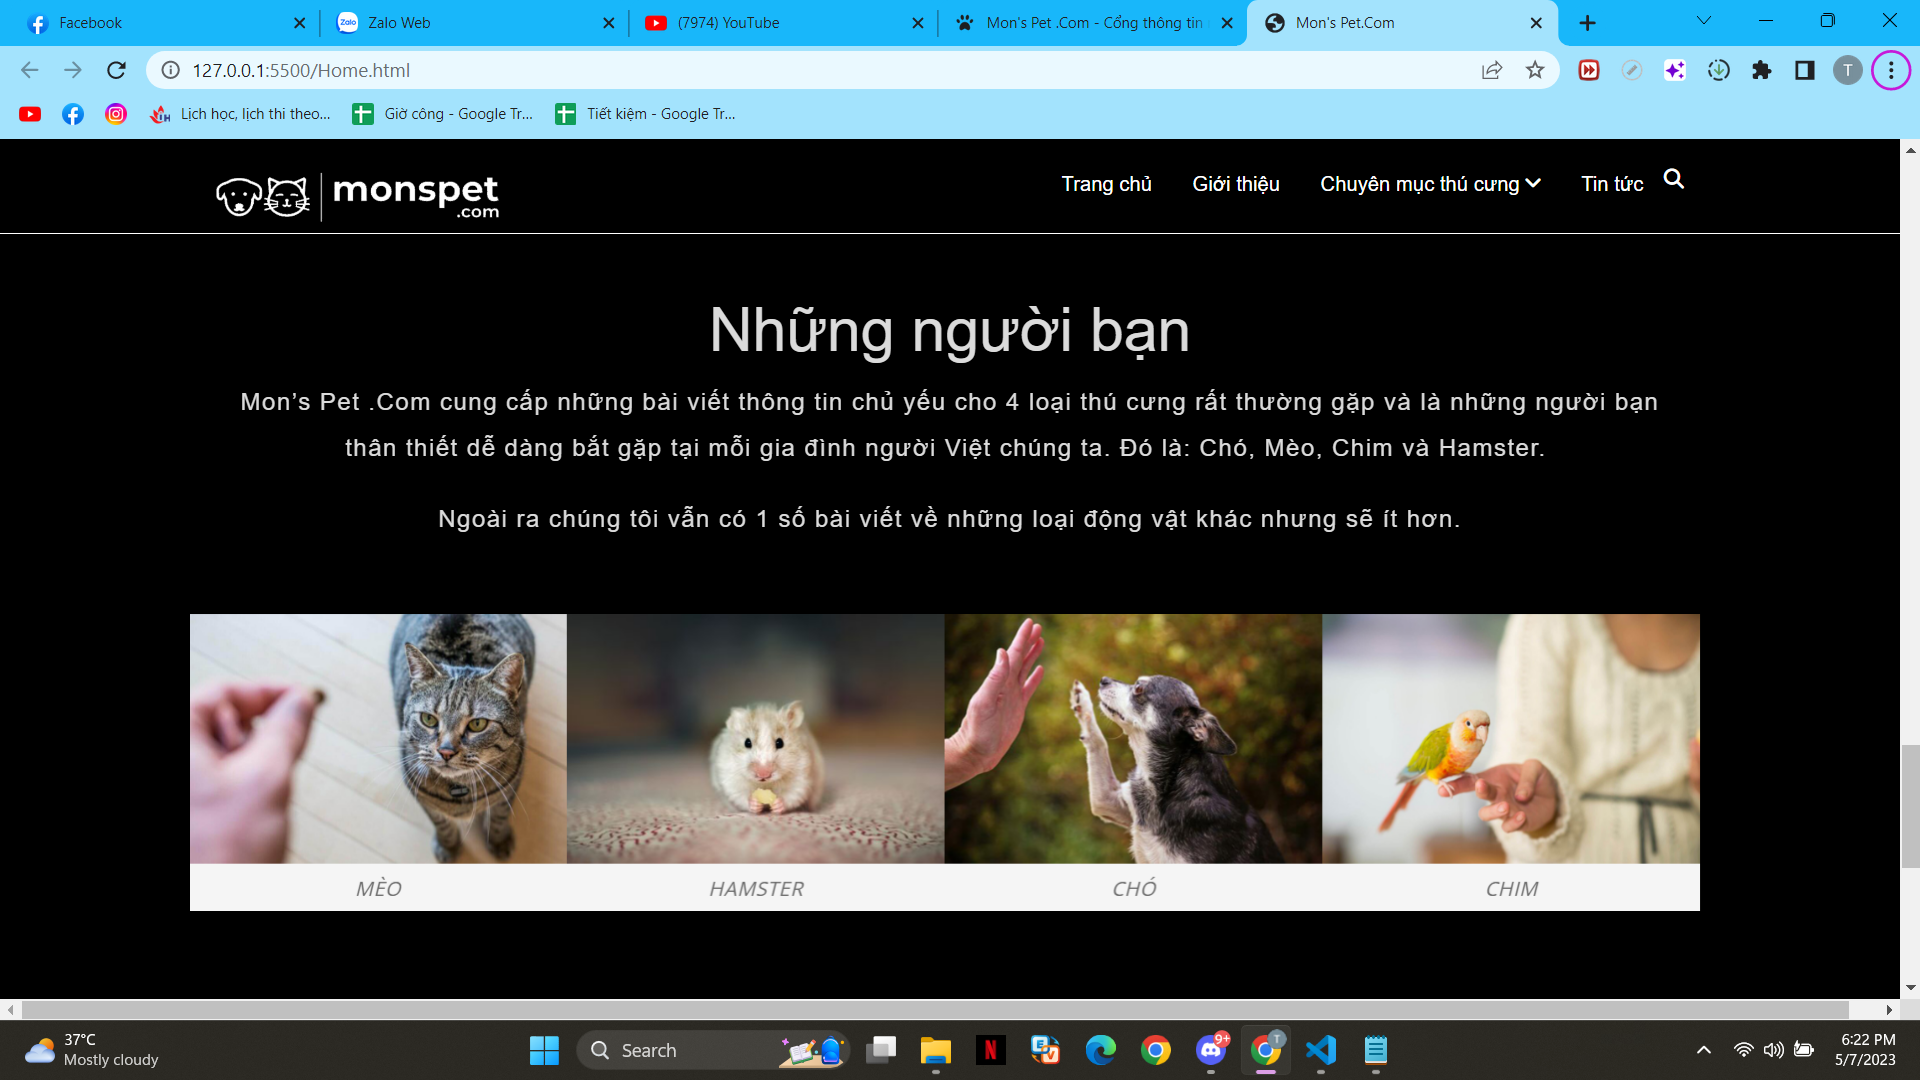 Facebook
Zalo Web
(7974) YouTube
Mon's Pet .Com - Cổng thông tin
Mon's Pet.Com
127.0.0.1:5500/Home.html
T
Lịch học, lịch thi theo...
Giờ công - Google Tr...
Tiết kiệm - Google Tr...
monspet
.com
Trang chủ
Giới thiệu
Chuyên mục thú cưng
Tin tức
Những người bạn
Mon’s Pet .Com cung cấp những bài viết thông tin chủ yếu cho 4 loại thú cưng rất thường gặp và là những người bạn
thân thiết dễ dàng bắt gặp tại mỗi gia đình người Việt chúng ta. Đó là: Chó, Mèo, Chim và Hamster.
Ngoài ra chúng tôi vẫn có 1 số bài viết về những loại động vật khác nhưng sẽ ít hơn.
MÈO
HAMSTER
CHÓ
CHIM
37°C
Mostly cloudy
Search
9+
T
6:22 PM
5/7/2023